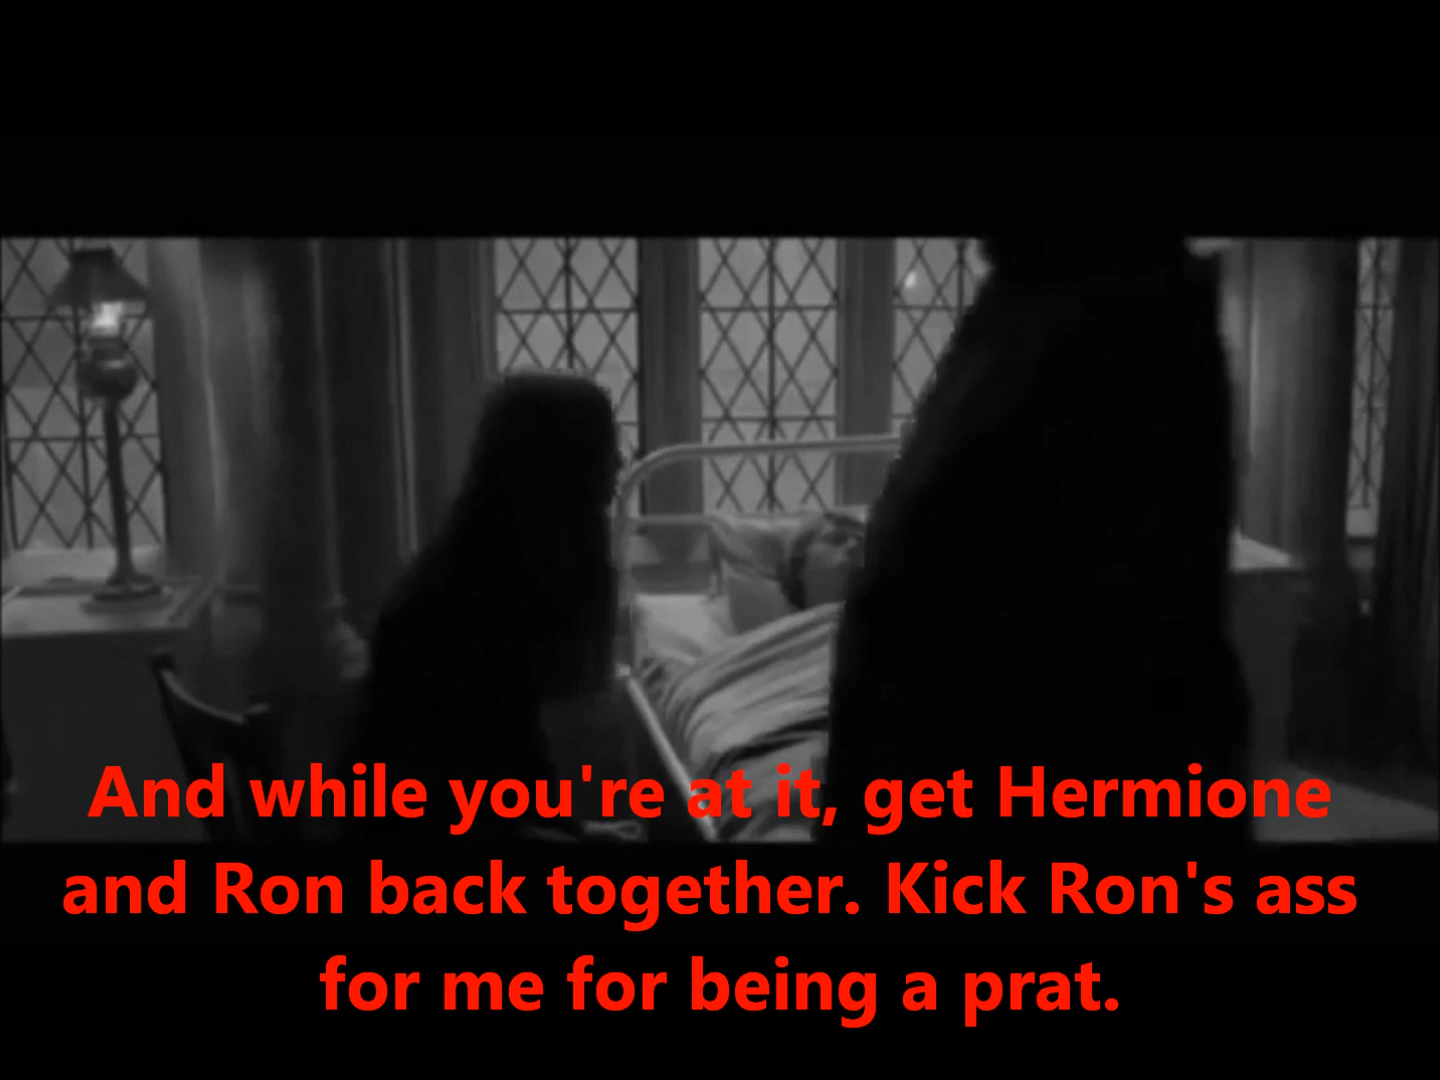 And while you're at it, get Hermione
and Ron back together. Kick Ron's ass
for me for being a prat.